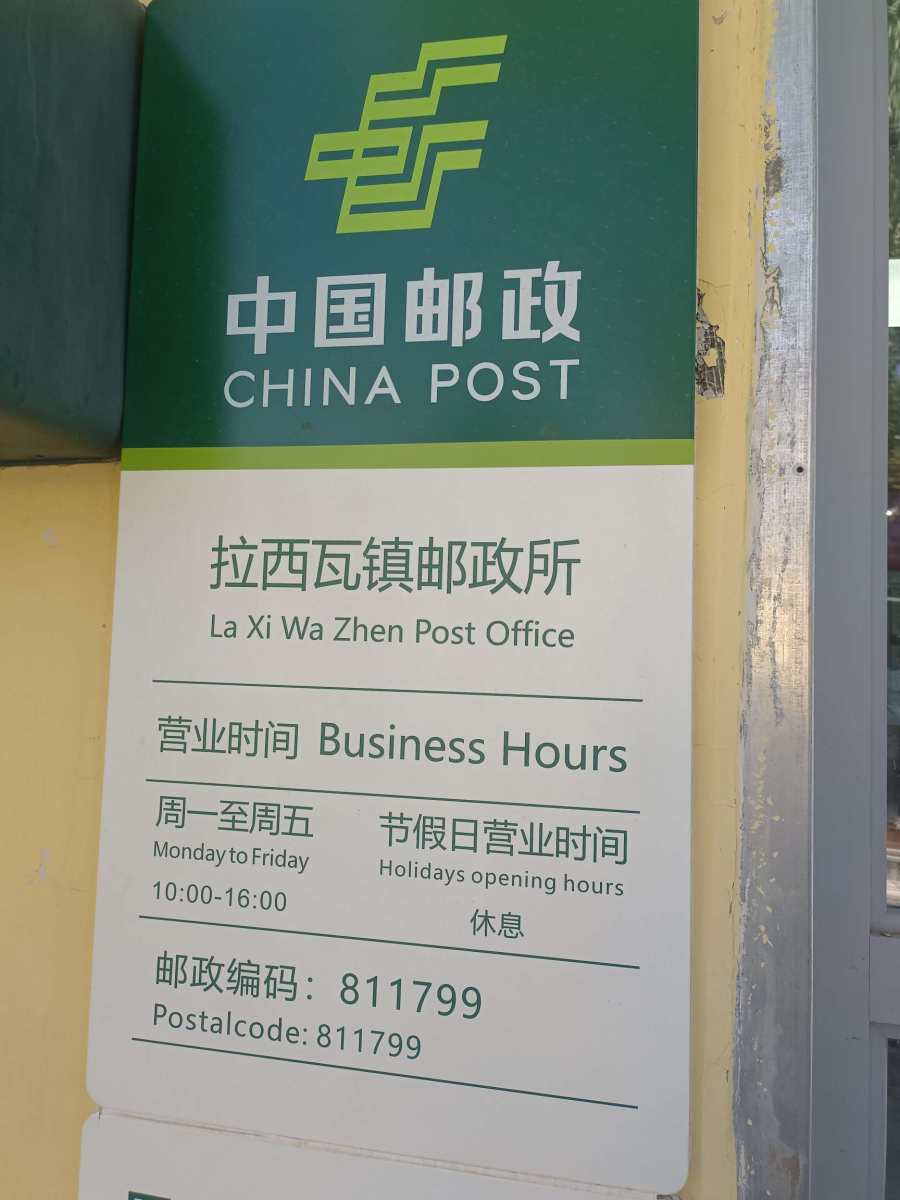 中国邮政
CHINA POST
拉西瓦镇邮政所
La Xi Wa Zhen Post Office
营业时间 Business Hours
周一至周五
Monday to Friday
10:00-16:00
节假日营业时间
Holidays opening hours
休息
邮政编码：811799
Postalcode: 811799